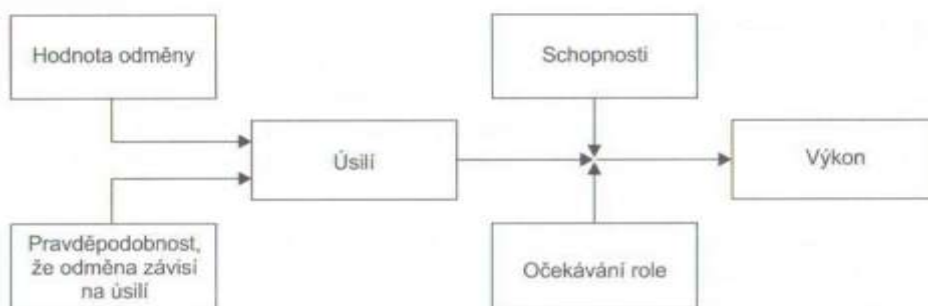 Hodnota odměny
Schopnosti
Úsilí
Výkon
Pravděpodobnost,
že odměna závisí
na úsilí
Očekávání role